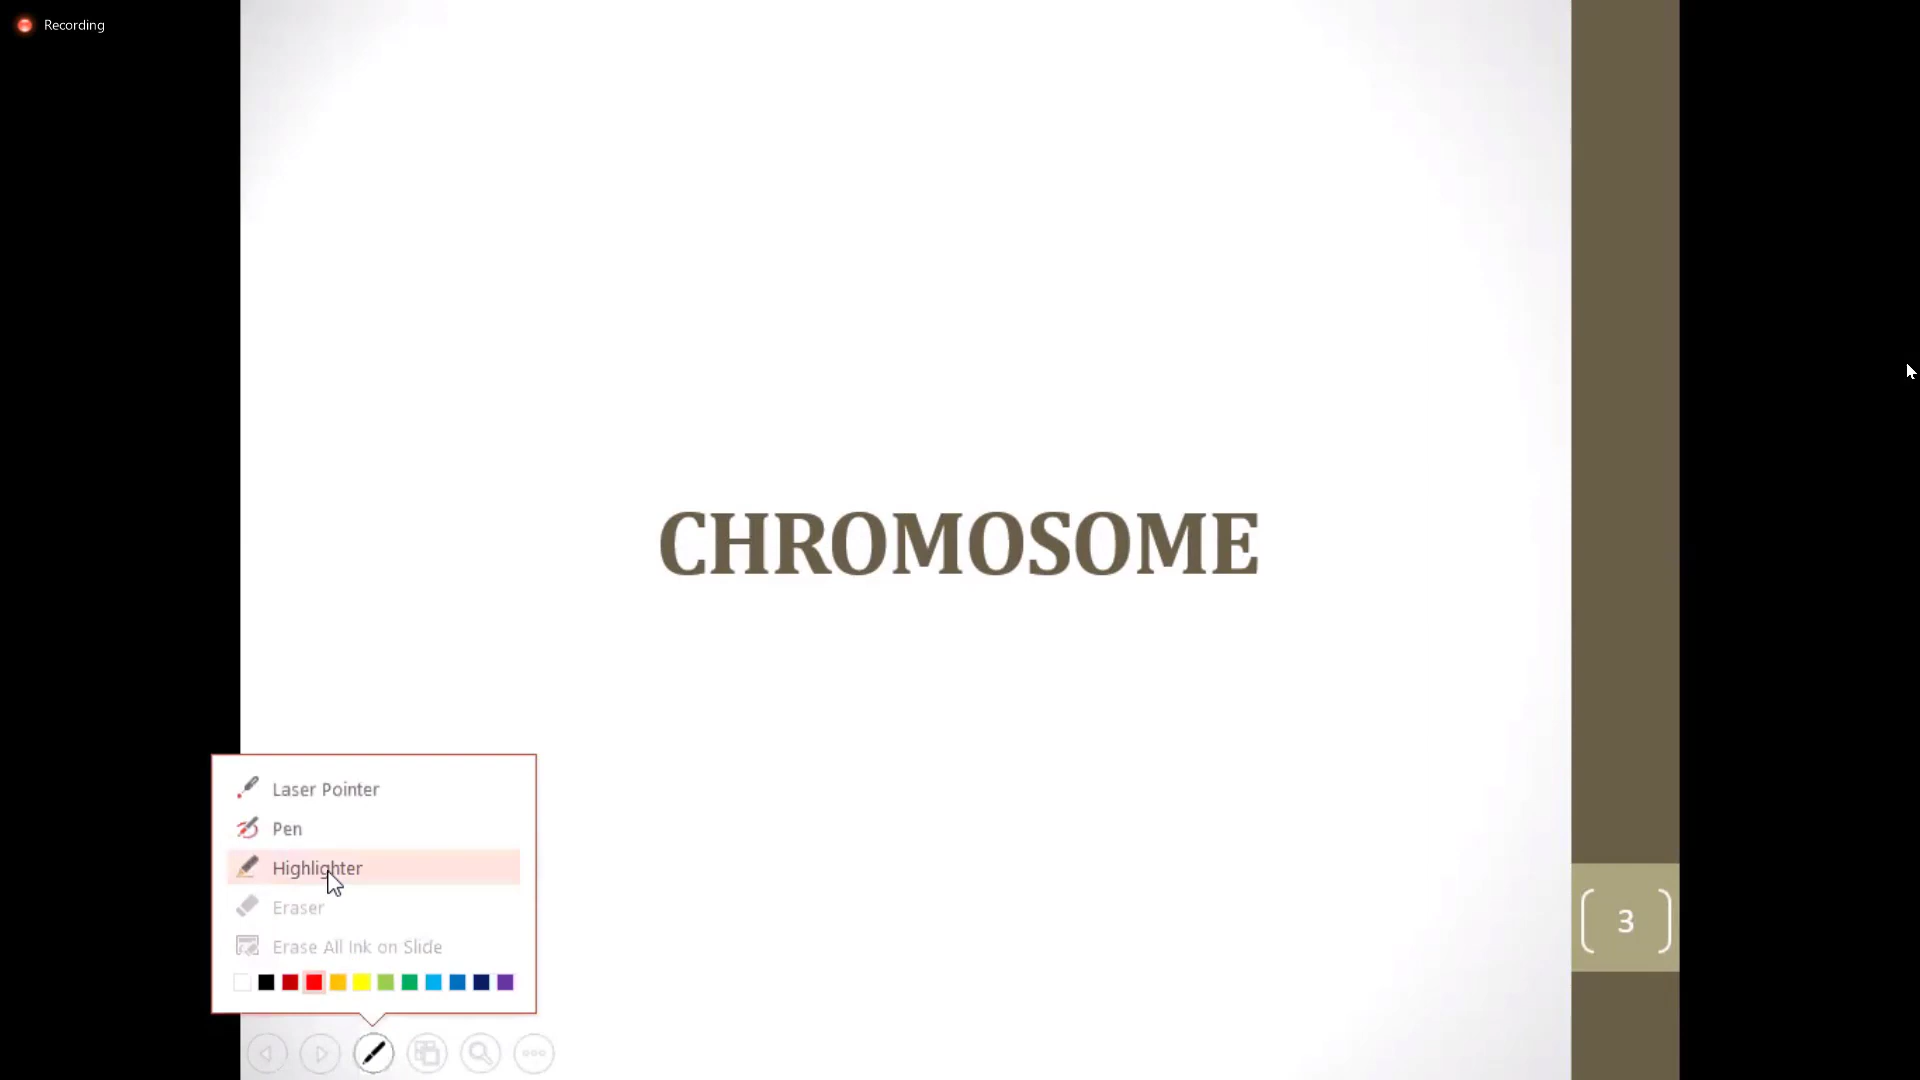 Recording
CHROMOSOME
Laser Pointer
Pen
Highlighter
Eraser
Erase All Ink on Slide
3